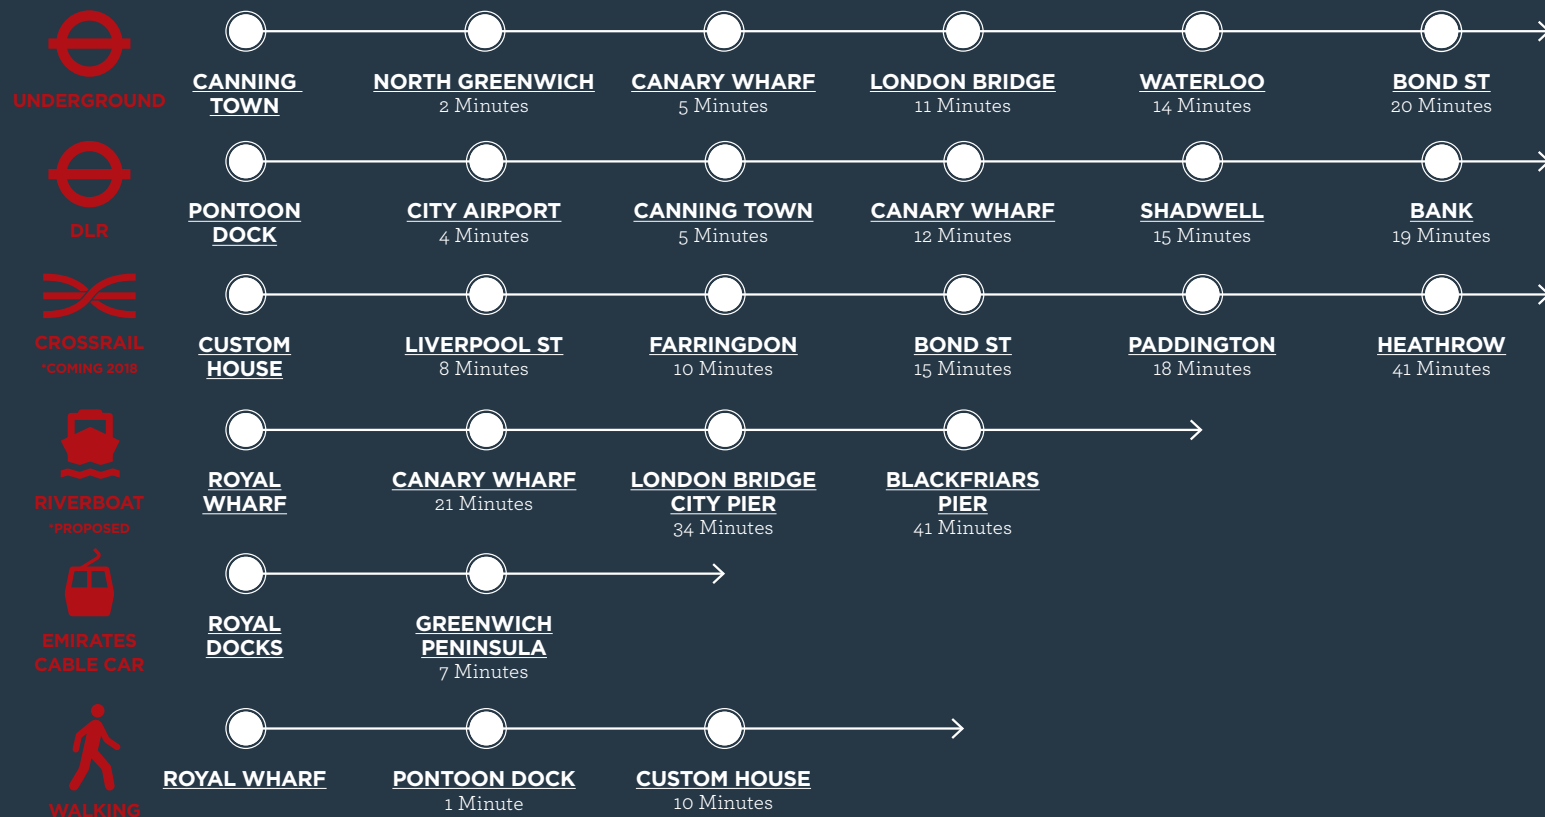 UNDERGROUND
CANNING
TOWN
NORTH GREENWICH
2 Minutes
CANARY WHARF
5 Minutes
LONDON BRIDGE
11 Minutes
WATERLOO
14 Minutes
BOND ST
20 Minutes
DLR
PONTOON
DOCK
CITY AIRPORT
4 Minutes
CANNING TOWN
5 Minutes
CANARY WHARF
12 Minutes
SHADWELL
15 Minutes
BANK
19 Minutes
CROSSRAIL
*COMING 2018
CUSTOM
HOUSE
LIVERPOOL ST
8 Minutes
FARRINGDON
10 Minutes
BOND ST
15 Minutes
PADDINGTON
18 Minutes
HEATHROW
41 Minutes
RIVERBOAT
*PROPOSED
ROYAL
WHARF
CANARY WHARF
21 Minutes
LONDON BRIDGE
CITY PIER
34 Minutes
BLACKFRIARS
PIER
41 Minutes
EMIRATES
CABLE CAR
ROYAL
DOCKS
GREENWICH
PENINSULA
7 Minutes
WALKING
ROYAL WHARF
PONTOON DOCK
1 Minute
CUSTOM HOUSE
10 Minutes